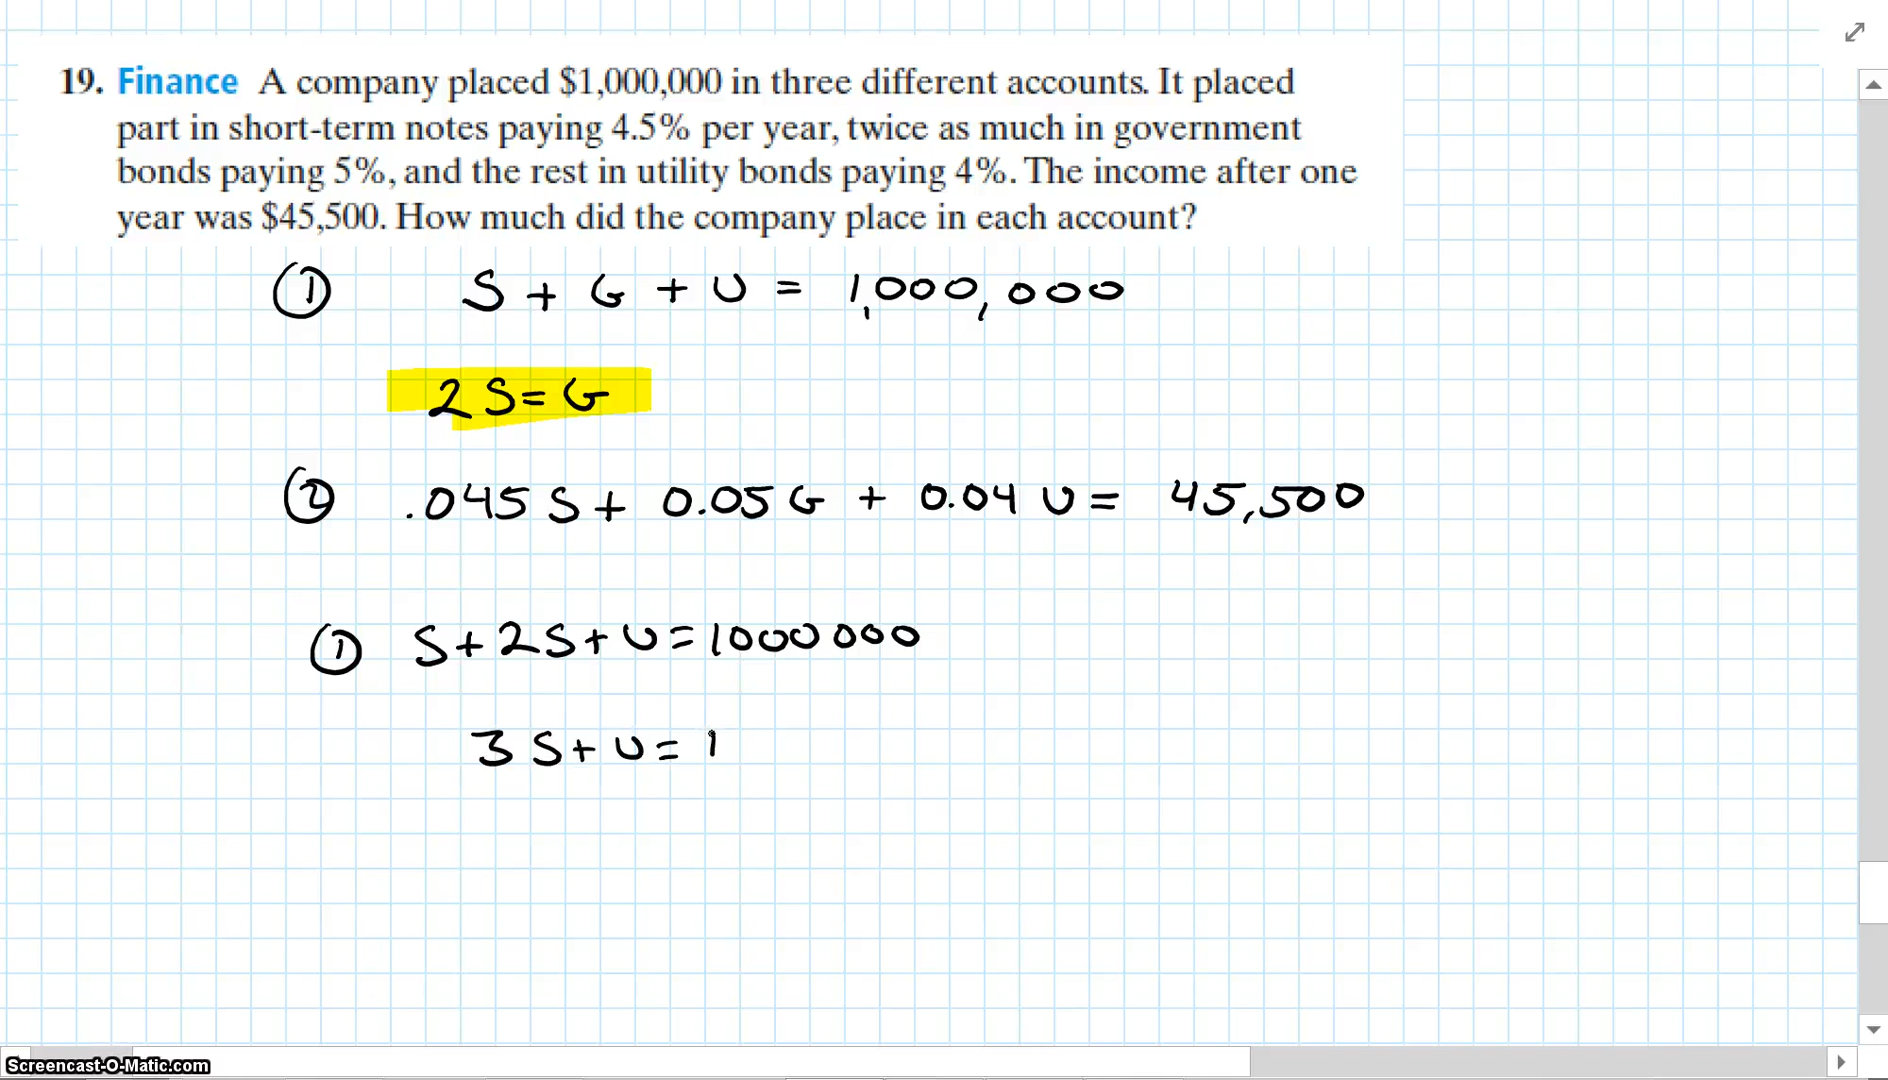 19. Finance A company placed $1,000,000 in three different accounts. It placed
part in short-term notes paying 4.5% per year, twice as much in government
bonds paying 5%, and the rest in utility bonds paying 4%. The income after one
year was $45,500. How much did the company place in each account?
① S + G + U = 1,000,000
2S = G
② .045S + 0.05G + 0.04U = 45,500
① S + 2S + U = 1000000
3S + U = 1
Screencast-O-Matic.com